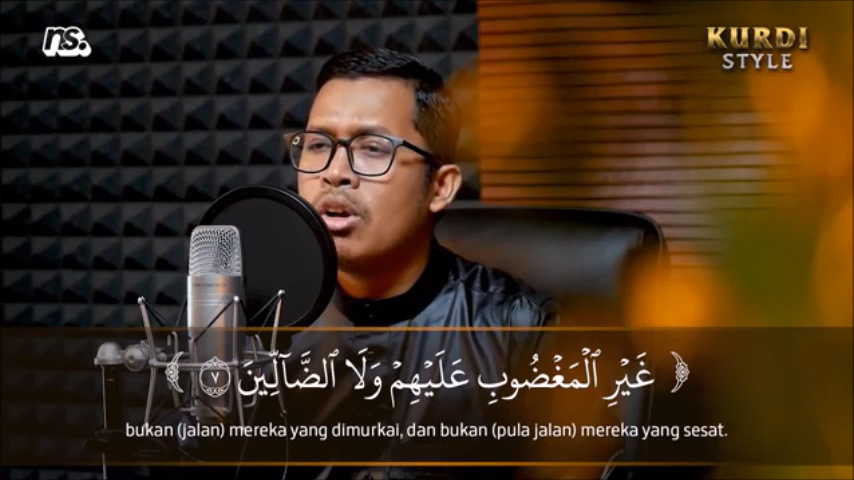 ns.
KURDI
STYLE
غَيْرِ ٱلْمَغْضُوبِ عَلَيْهِمْ وَلَا ٱلضَّآلِّينَ ٧
bukan (jalan) mereka yang dimurkai, dan bukan (pula jalan) mereka yang sesat.